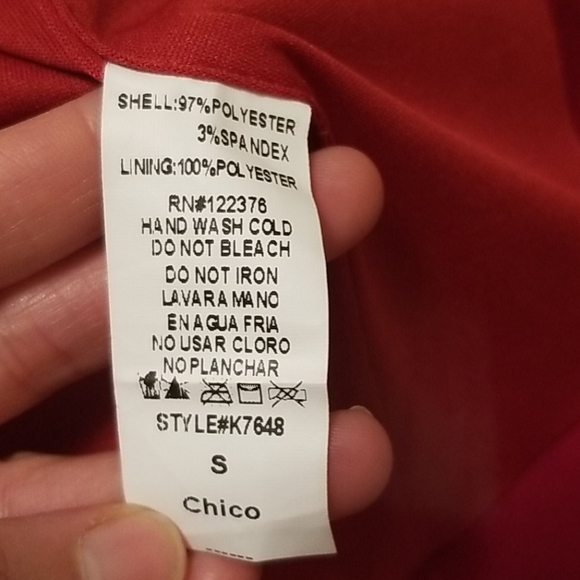 SHELL:97%POLYESTER
3%SPANDEX
LINING:100%POLYESTER
RN#122376
HAND WASH COLD
DO NOT BLEACH
DO NOT IRON
LAVAR A MANO
EN AGUA FRIA
NO USAR CLORO
NO PLANCHAR
STYLE#K7648
S
Chico